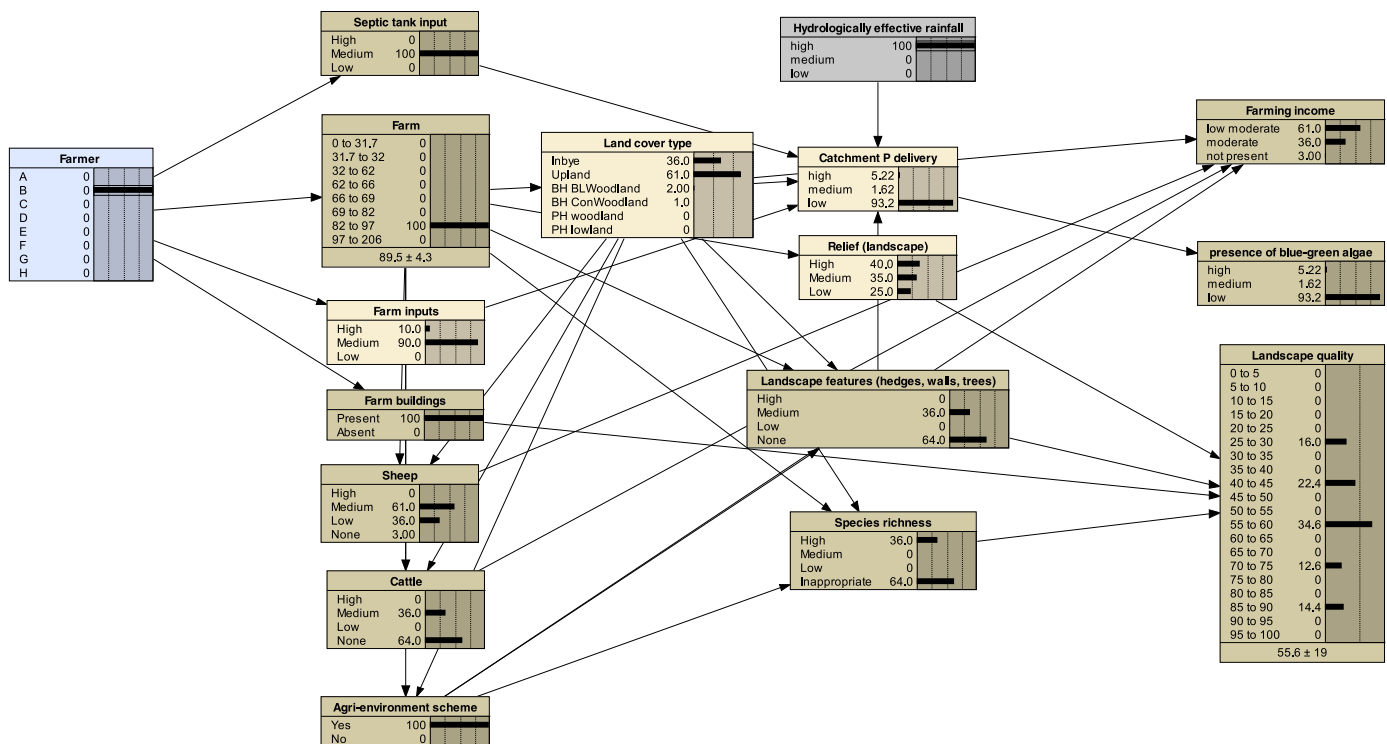 Septic tank input
High 0
Medium 100
Low 0
Hydrologically effective rainfall
high 100
medium 0
low 0
Farmer
A 0
B 0
C 0
D 0
E 0
F 0
G 0
H 0
Farm
0 to 31.7 0
31.7 to 32 0
32 to 62 0
62 to 66 0
66 to 69 0
69 to 82 0
82 to 97 100
97 to 206 0
89.5 ± 4.3
Land cover type
Inbye 36.0
Upland 61.0
BH BLWoodland 2.00
BH ConWoodland 1.0
PH woodland 0
PH lowland 0
Catchment P delivery
high 5.22
medium 1.62
low 93.2
Farming income
low moderate 61.0
moderate 36.0
not present 3.00
Relief (landscape)
High 40.0
Medium 35.0
Low 25.0
presence of blue-green algae
high 5.22
medium 1.62
low 93.2
Farm inputs
High 10.0
Medium 90.0
Low 0
Farm buildings
Present 100
Absent 0
Landscape features (hedges, walls, trees)
High 0
Medium 36.0
Low 0
None 64.0
Landscape quality
0 to 5 0
5 to 10 0
10 to 15 0
15 to 20 0
20 to 25 0
25 to 30 16.0
30 to 35 0
35 to 40 0
40 to 45 22.4
45 to 50 0
50 to 55 0
55 to 60 34.6
60 to 65 0
65 to 70 0
70 to 75 12.6
75 to 80 0
80 to 85 0
85 to 90 14.4
90 to 95 0
95 to 100 0
55.6 ± 19
Sheep
High 0
Medium 61.0
Low 36.0
None 3.00
Species richness
High 36.0
Medium 0
Low 0
Inappropriate 64.0
Cattle
High 0
Medium 36.0
Low 0
None 64.0
Agri-environment scheme
Yes 100
No 0